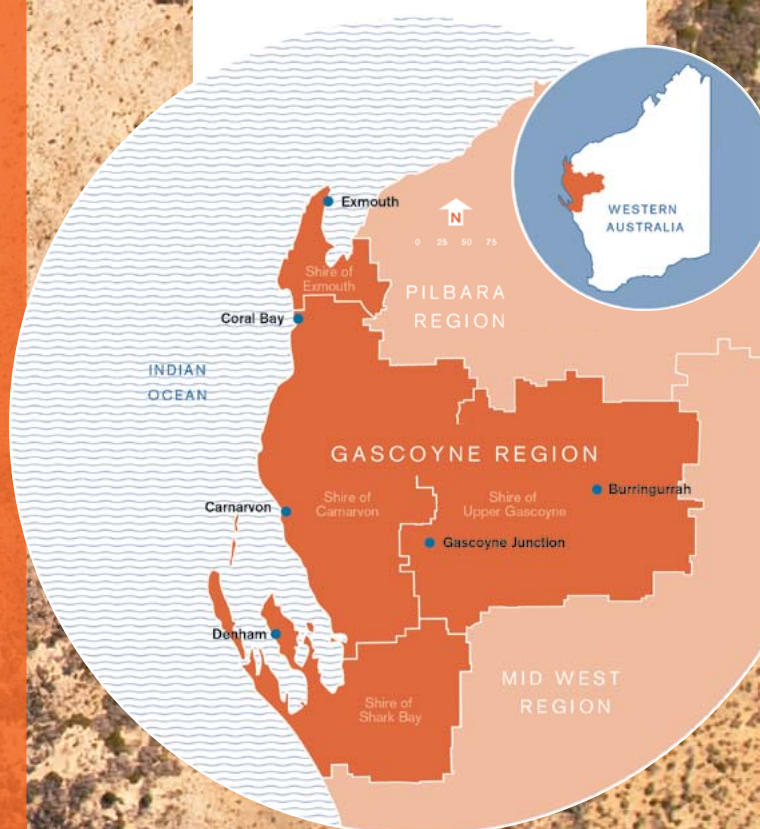 Exmouth
N
0 25 50 75
WESTERN
AUSTRALIA
Shire of
Exmouth
PILBARA
REGION
Coral Bay
INDIAN
OCEAN
GASCOYNE REGION
Shire of
Carnarvon
Shire of
Upper Gascoyne
Burringurrah
Carnarvon
Gascoyne Junction
Denham
MID WEST
REGION
Shire of
Shark Bay